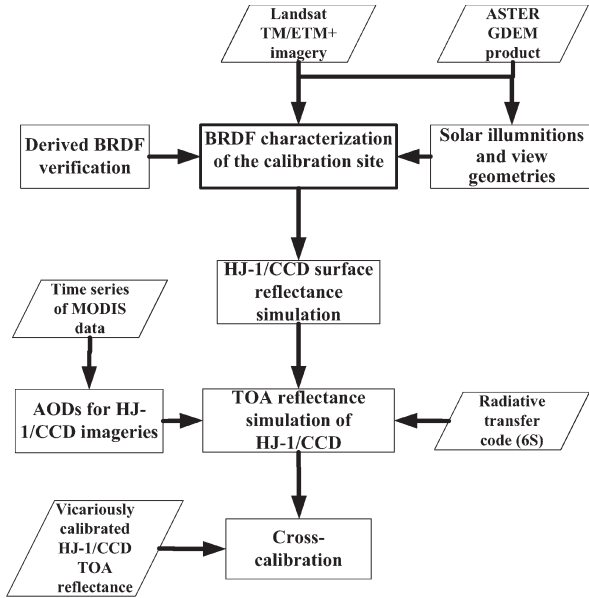 Landsat
TM/ETM+
imagery
ASTER
GDEM
product
Derived BRDF
verification
BRDF characterization
of the calibration site
Solar illumnitions
and view
geometries
HJ-1/CCD surface
reflectance
simulation
Time series
of MODIS
data
AODs for HJ-
1/CCD imageries
TOA reflectance
simulation of
HJ-1/CCD
Radiative
transfer
code (6S)
Vicariously
calibrated
HJ-1/CCD
TOA
reflectance
Cross-
calibration